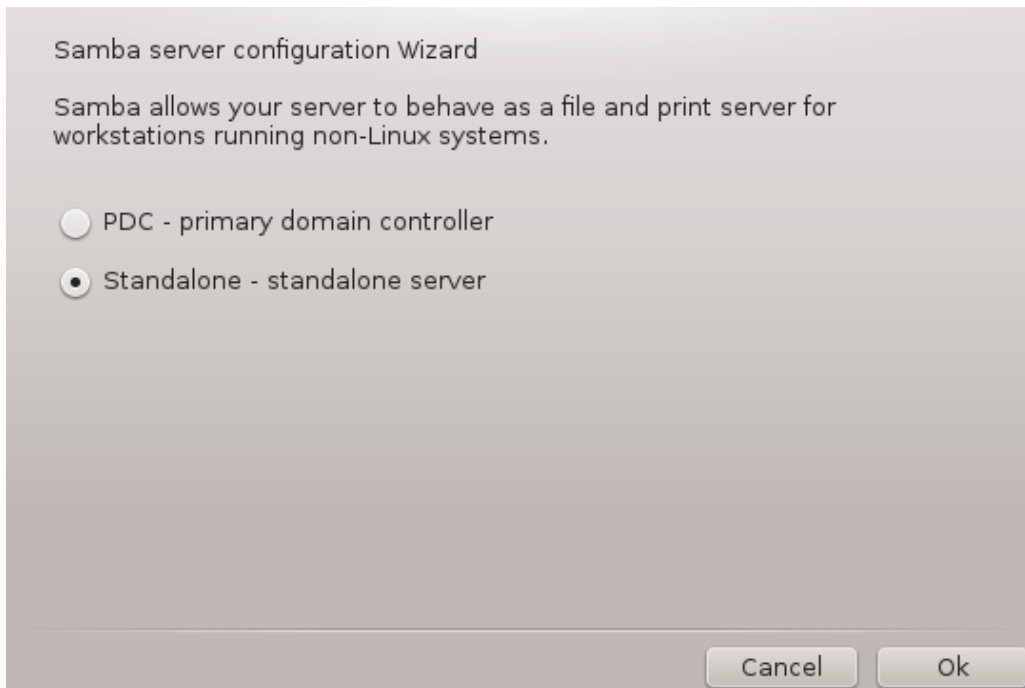 Samba server configuration Wizard
Samba allows your server to behave as a file and print server for
workstations running non-Linux systems.
PDC - primary domain controller
Standalone - standalone server
Cancel
Ok